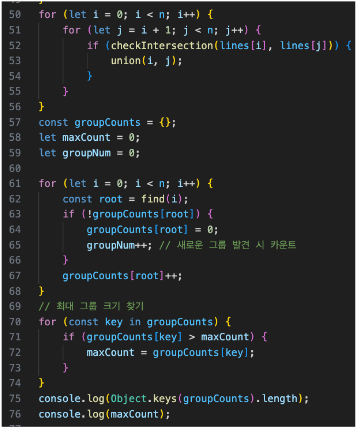 50 for (let i = 0; i < n; i++) {
51 for (let j = i + 1; j < n; j++) {
52 if (checkIntersection(lines[i], lines[j])) {
53 union(i, j);
54 }
55 }
56 }
57 const groupCounts = {};
58 let maxCount = 0;
59 let groupNum = 0;
60
61 for (let i = 0; i < n; i++) {
62 const root = find(i);
63 if (!groupCounts[root]) {
64 groupCounts[root] = 0;
65 groupNum++; // 새로운 그룹 발견 시 카운트
66 }
67 groupCounts[root]++;
68 }
69 // 최대 그룹 크기 찾기
70 for (const key in groupCounts) {
71 if (groupCounts[key] > maxCount) {
72 maxCount = groupCounts[key];
73 }
74 }
75 console.log(Object.keys(groupCounts).length);
76 console.log(maxCount);